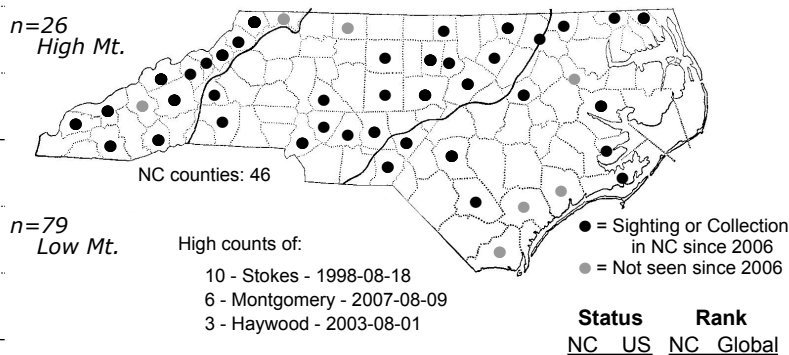 n=26
High Mt.
NC counties: 46
n=79
Low Mt.
High counts of:
10 - Stokes - 1998-08-18
6 - Montgomery - 2007-08-09
3 - Haywood - 2003-08-01
= Sighting or Collection
in NC since 2006
= Not seen since 2006
Status Rank
NC US NC Global